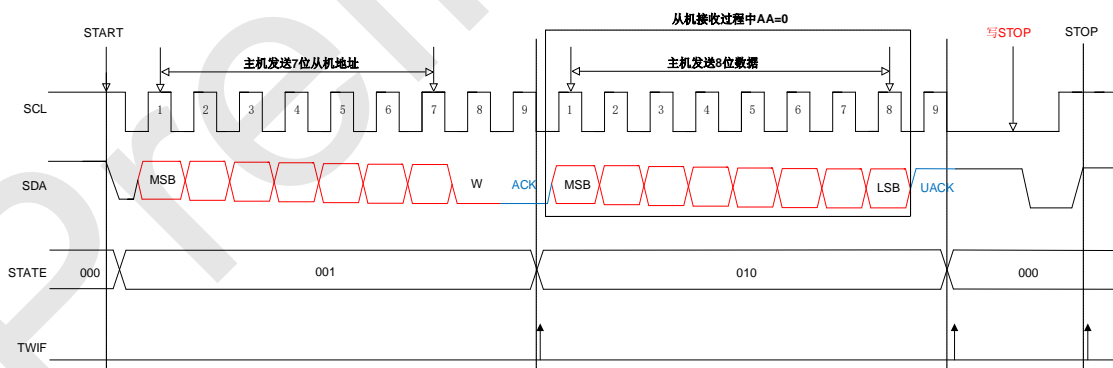 从机接收过程中AA=0
START
写STOP
STOP
主机发送7位从机地址
主机发送8位数据
SCL
1 2 3 4 5 6 7 8 9 1 2 3 4 5 6 7 8 9
SDA
MSB W ACK MSB LSB UACK
STATE 000 001 010 000
TWIF